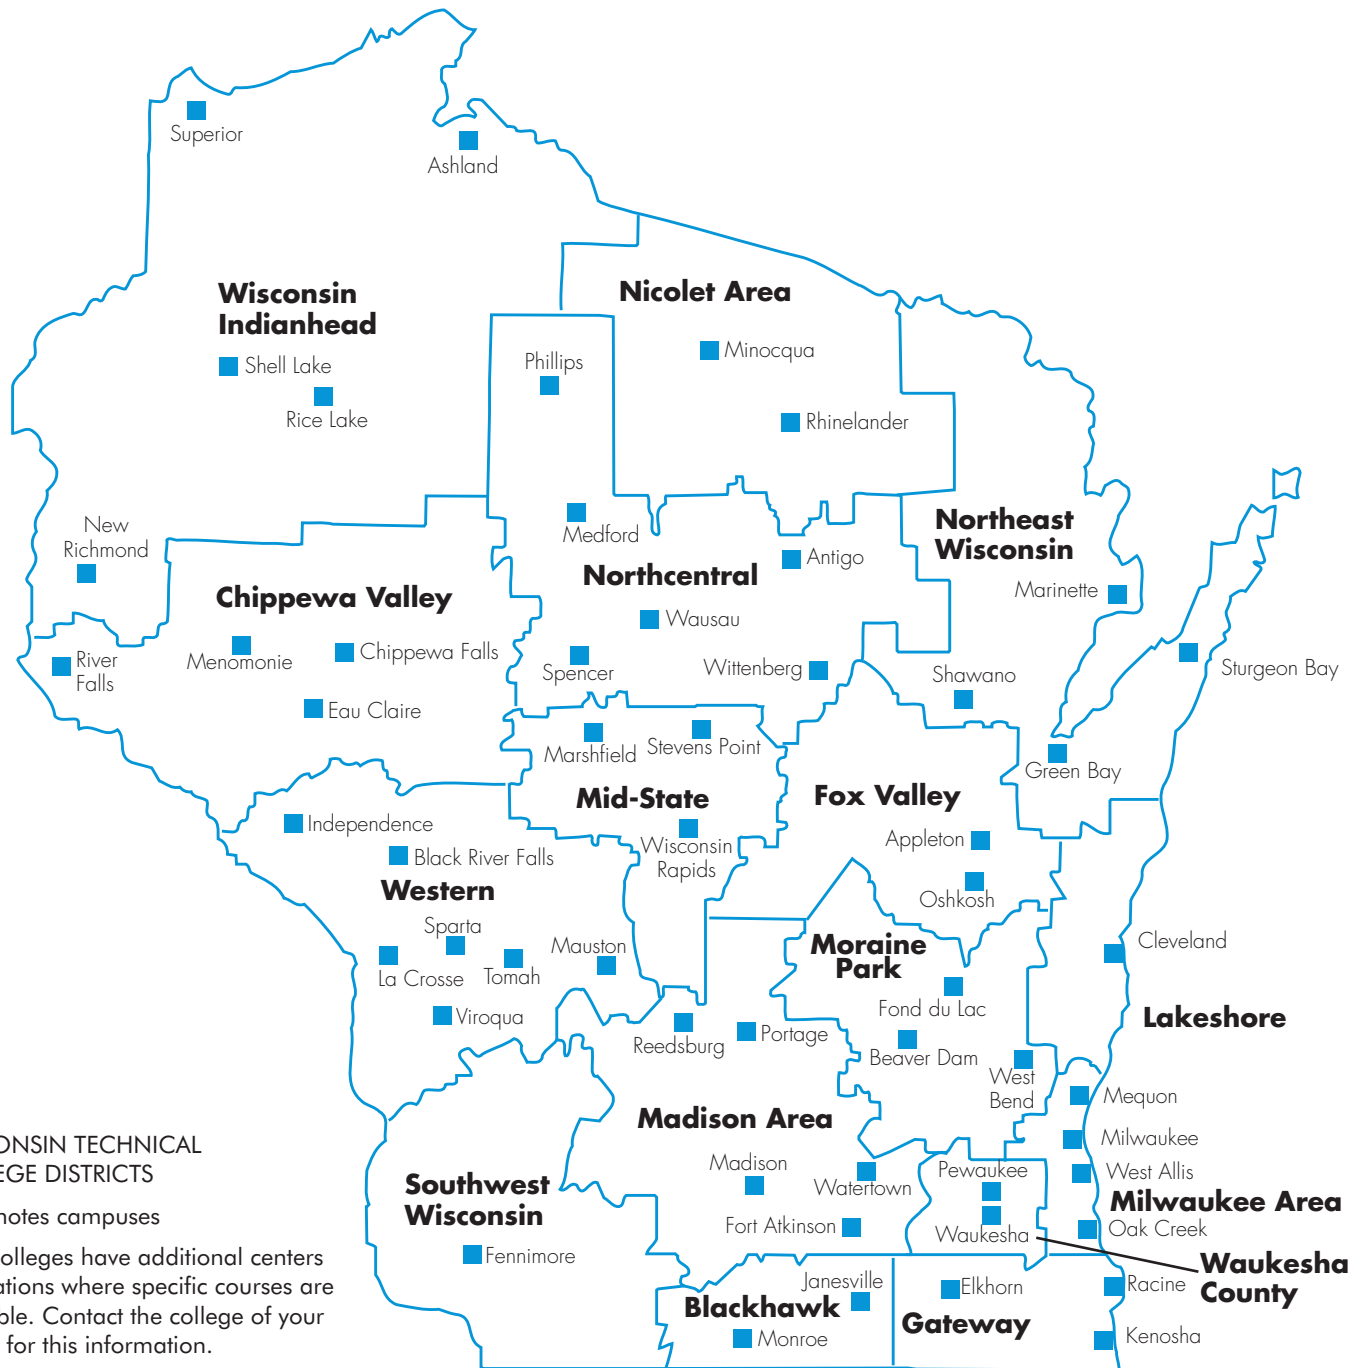 Superior
Ashland
Wisconsin
Indianhead
Nicolet Area
Shell Lake
Rice Lake
Phillips
Minocqua
Rhinelander
New
Richmond
Medford
Northcentral
Antigo
Northeast
Wisconsin
Marinette
Chippewa Valley
Wausau
Menomonie
Chippewa Falls
River
Falls
Spencer
Wittenberg
Shawano
Sturgeon Bay
Eau Claire
Marshfield
Stevens Point
Green Bay
Mid-State
Fox Valley
Independence
Wisconsin
Rapids
Appleton
Black River Falls
Western
Oshkosh
Sparta
Mauston
Moraine
Park
Cleveland
La Crosse
Tomah
Fond du Lac
Lakeshore
Viroqua
Reedsburg
Portage
Beaver Dam
West
Bend
Mequon
Madison Area
Milwaukee
ONSIN TECHNICAL
EGE DISTRICTS
Madison
Watertown
Pewaukee
West Allis
Southwest
Wisconsin
Milwaukee Area
notes campuses
Fort Atkinson
Waukesha
Oak Creek
olleges have additional centers
ations where specific courses are
ble. Contact the college of your
for this information.
Fennimore
Waukesha
County
Janesville
Elkhorn
Racine
Blackhawk
Monroe
Gateway
Kenosha